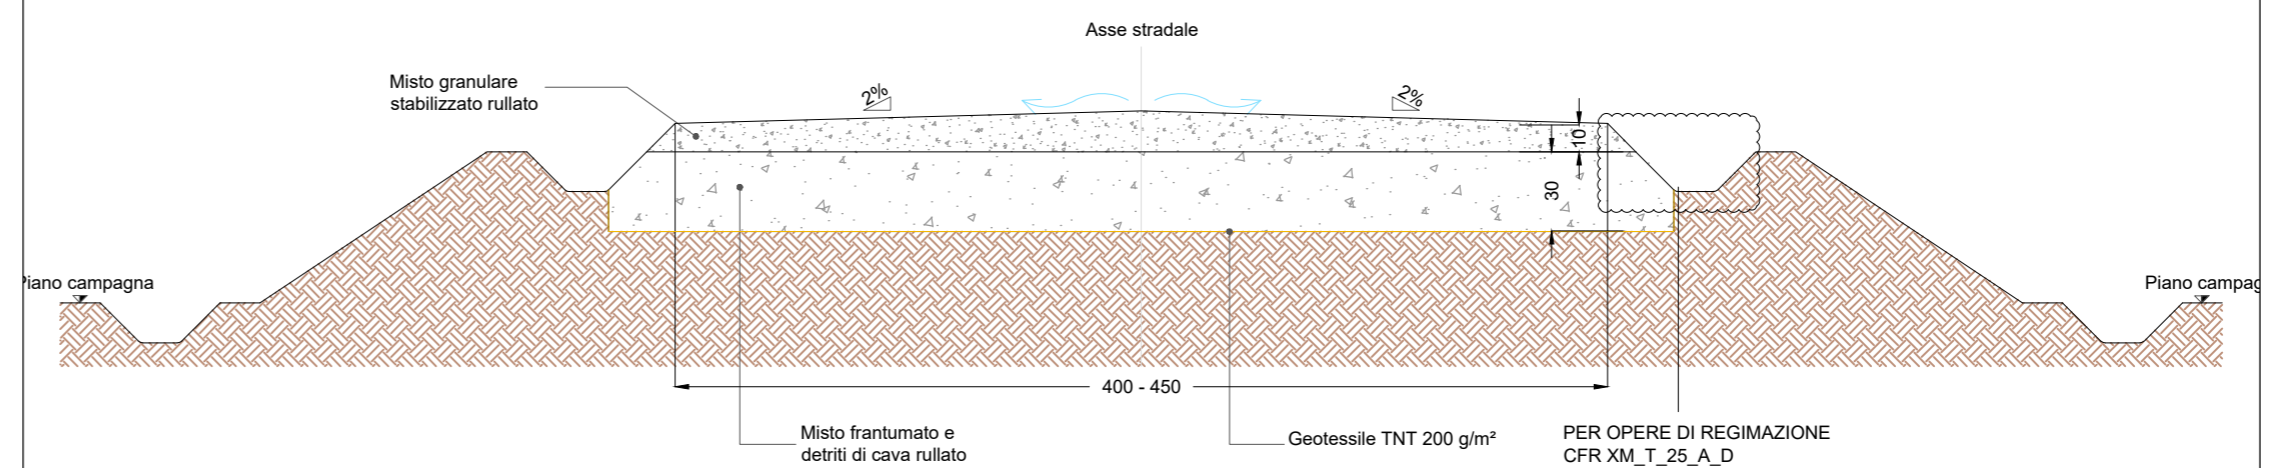 Asse stradale
Misto granulare
stabilizzato rullato
2%
2%
10
30
Piano campagna
Piano campag
400 - 450
Misto frantumato e
detriti di cava rullato
Geotessile TNT 200 g/m²
PER OPERE DI REGIMAZIONE
CFR XM_T_25_A_D